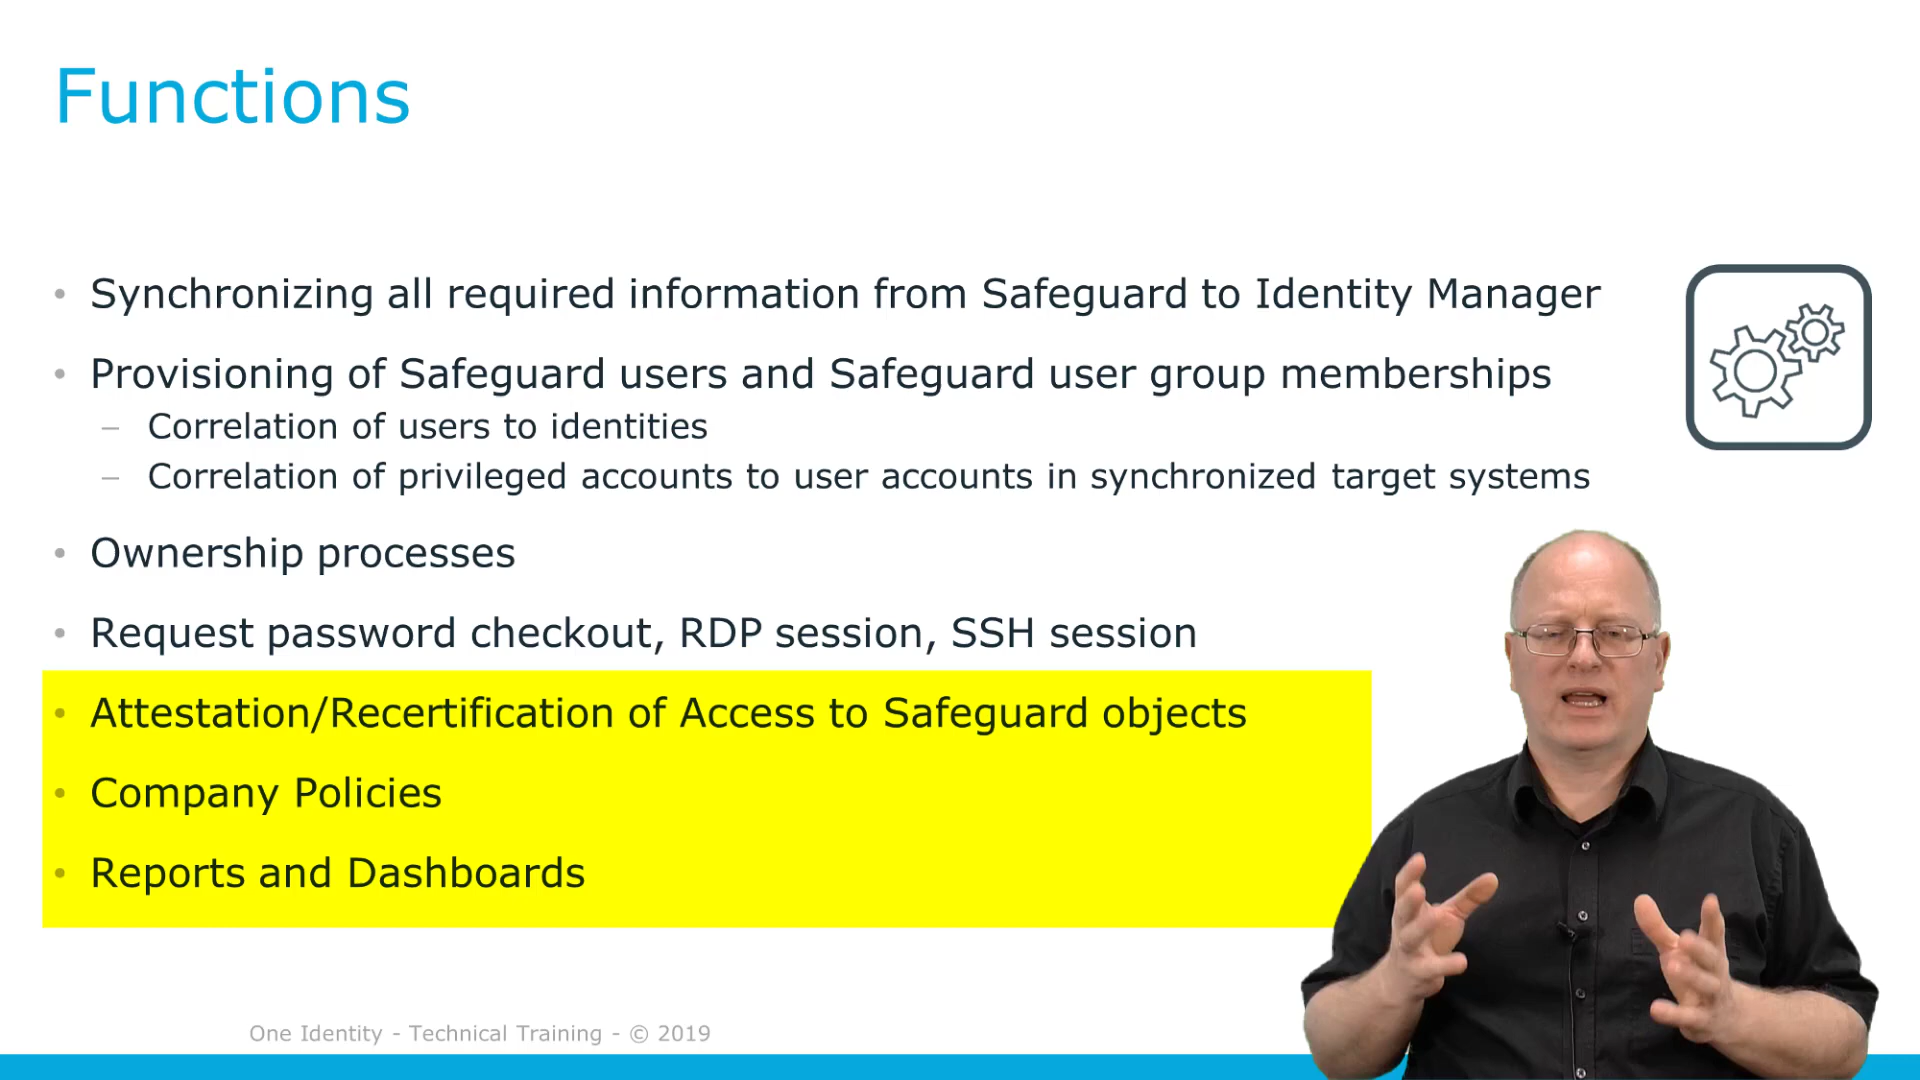 Functions
• Synchronizing all required information from Safeguard to Identity Manager
• Provisioning of Safeguard users and Safeguard user group memberships
– Correlation of users to identities
– Correlation of privileged accounts to user accounts in synchronized target systems
• Ownership processes
• Request password checkout, RDP session, SSH session
• Attestation/Recertification of Access to Safeguard objects
• Company Policies
• Reports and Dashboards
One Identity - Technical Training - © 2019